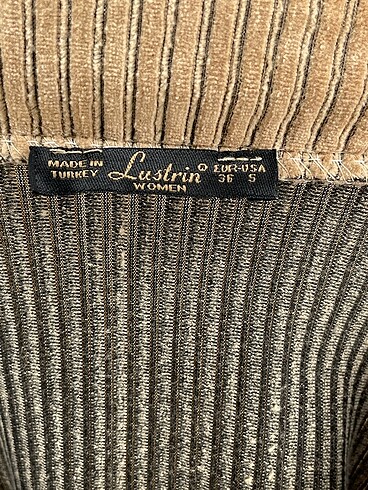 MADE IN
TURKEY
Lustrin
WOMEN
EUR-USA
36 S